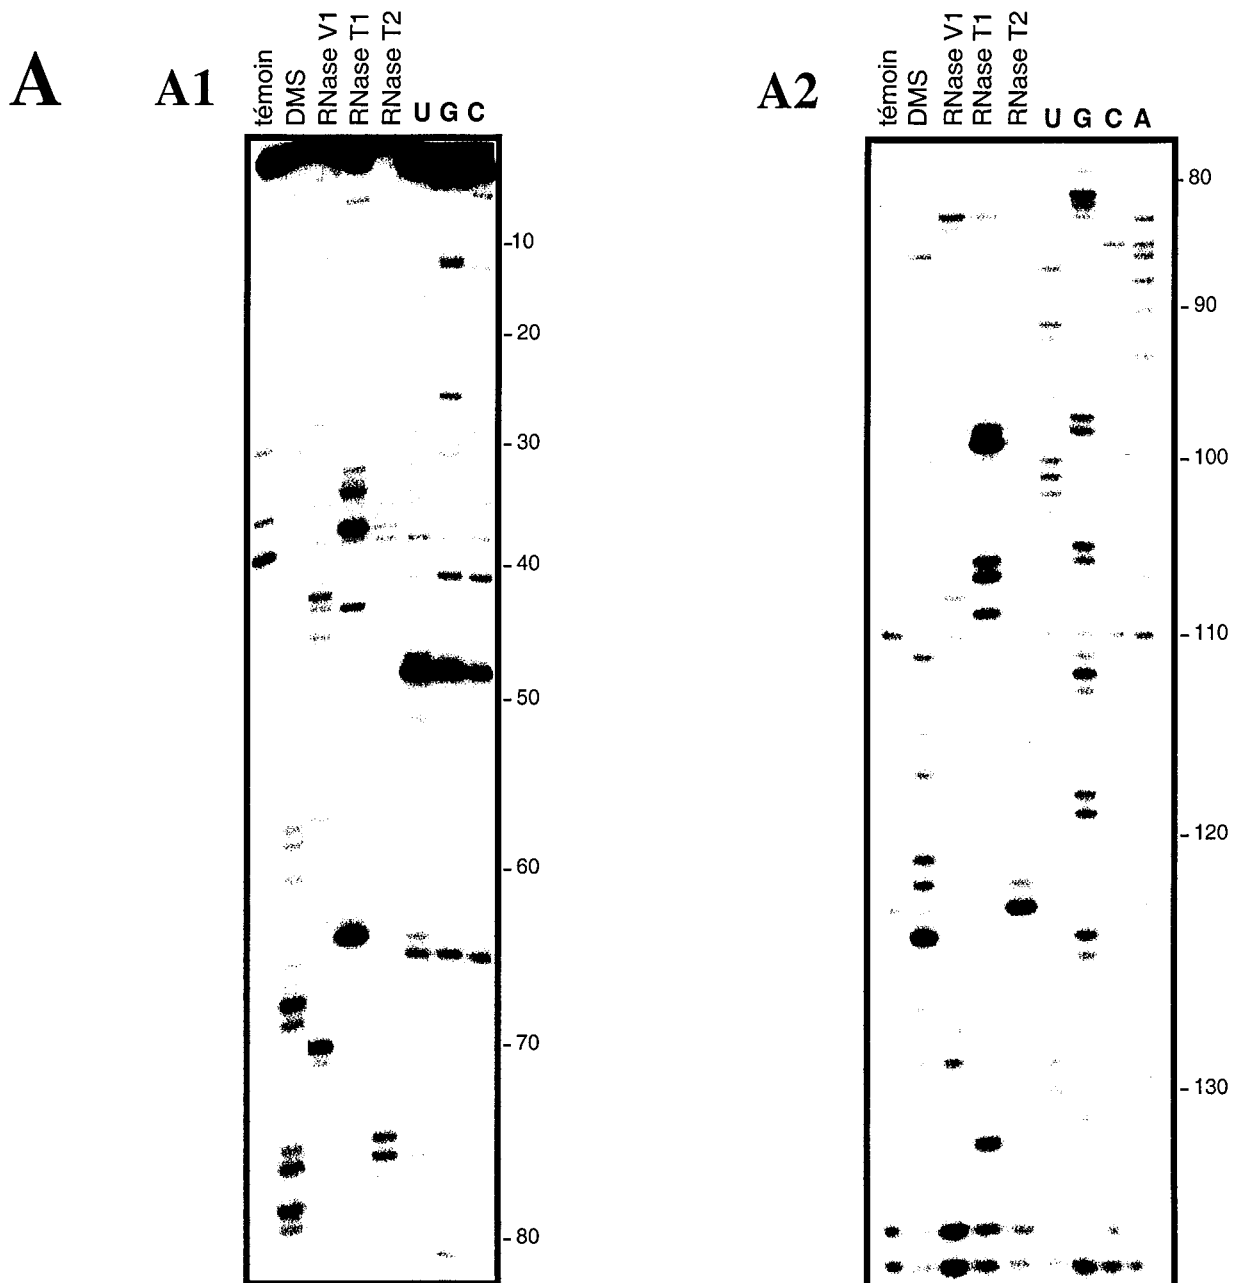 A
A1
témoin
DMS
RNase V1
RNase T1
RNase T2
U G C
10
20
30
40
50
60
70
80
A2
témoin
DMS
RNase V1
RNase T1
RNase T2
U G C A
80
90
100
110
120
130